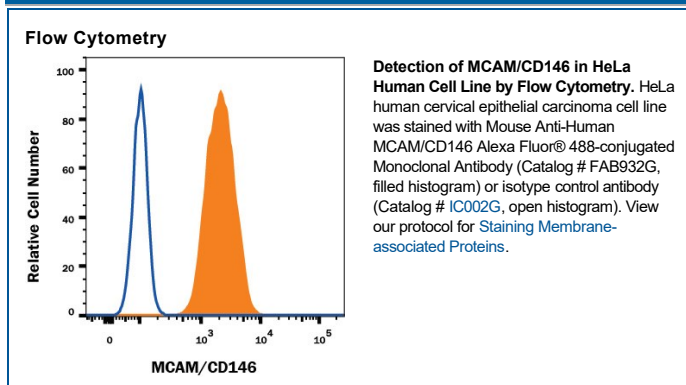 Flow Cytometry
Relative Cell Number
100
80
60
40
20
0
0
10³
10⁴
10⁵
MCAM/CD146
Detection of MCAM/CD146 in HeLa
Human Cell Line by Flow Cytometry. HeLa
human cervical epithelial carcinoma cell line
was stained with Mouse Anti-Human
MCAM/CD146 Alexa Fluor® 488-conjugated
Monoclonal Antibody (Catalog # FAB932G,
filled histogram) or isotype control antibody
(Catalog # IC002G, open histogram). View
our protocol for Staining Membrane-
associated Proteins.